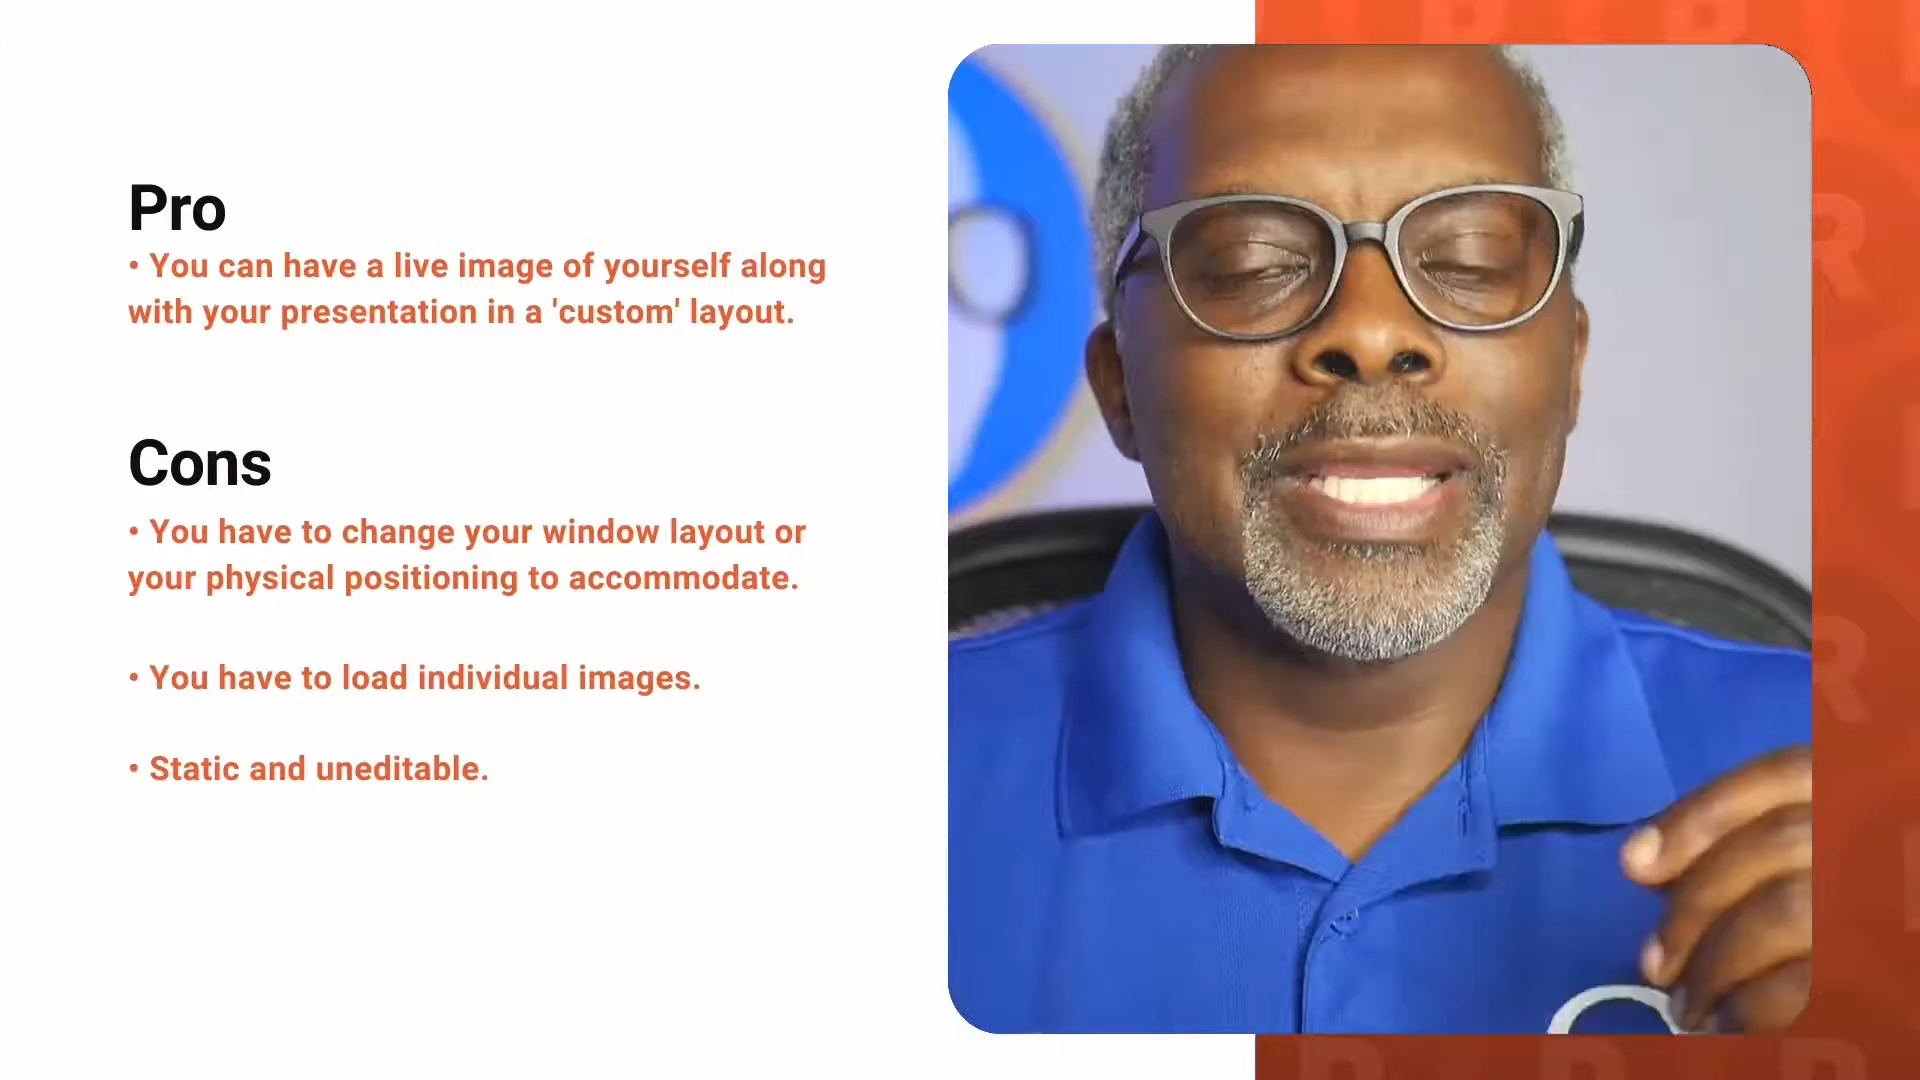 Pro
• You can have a live image of yourself along
with your presentation in a 'custom' layout.
Cons
• You have to change your window layout or
your physical positioning to accommodate.
• You have to load individual images.
• Static and uneditable.